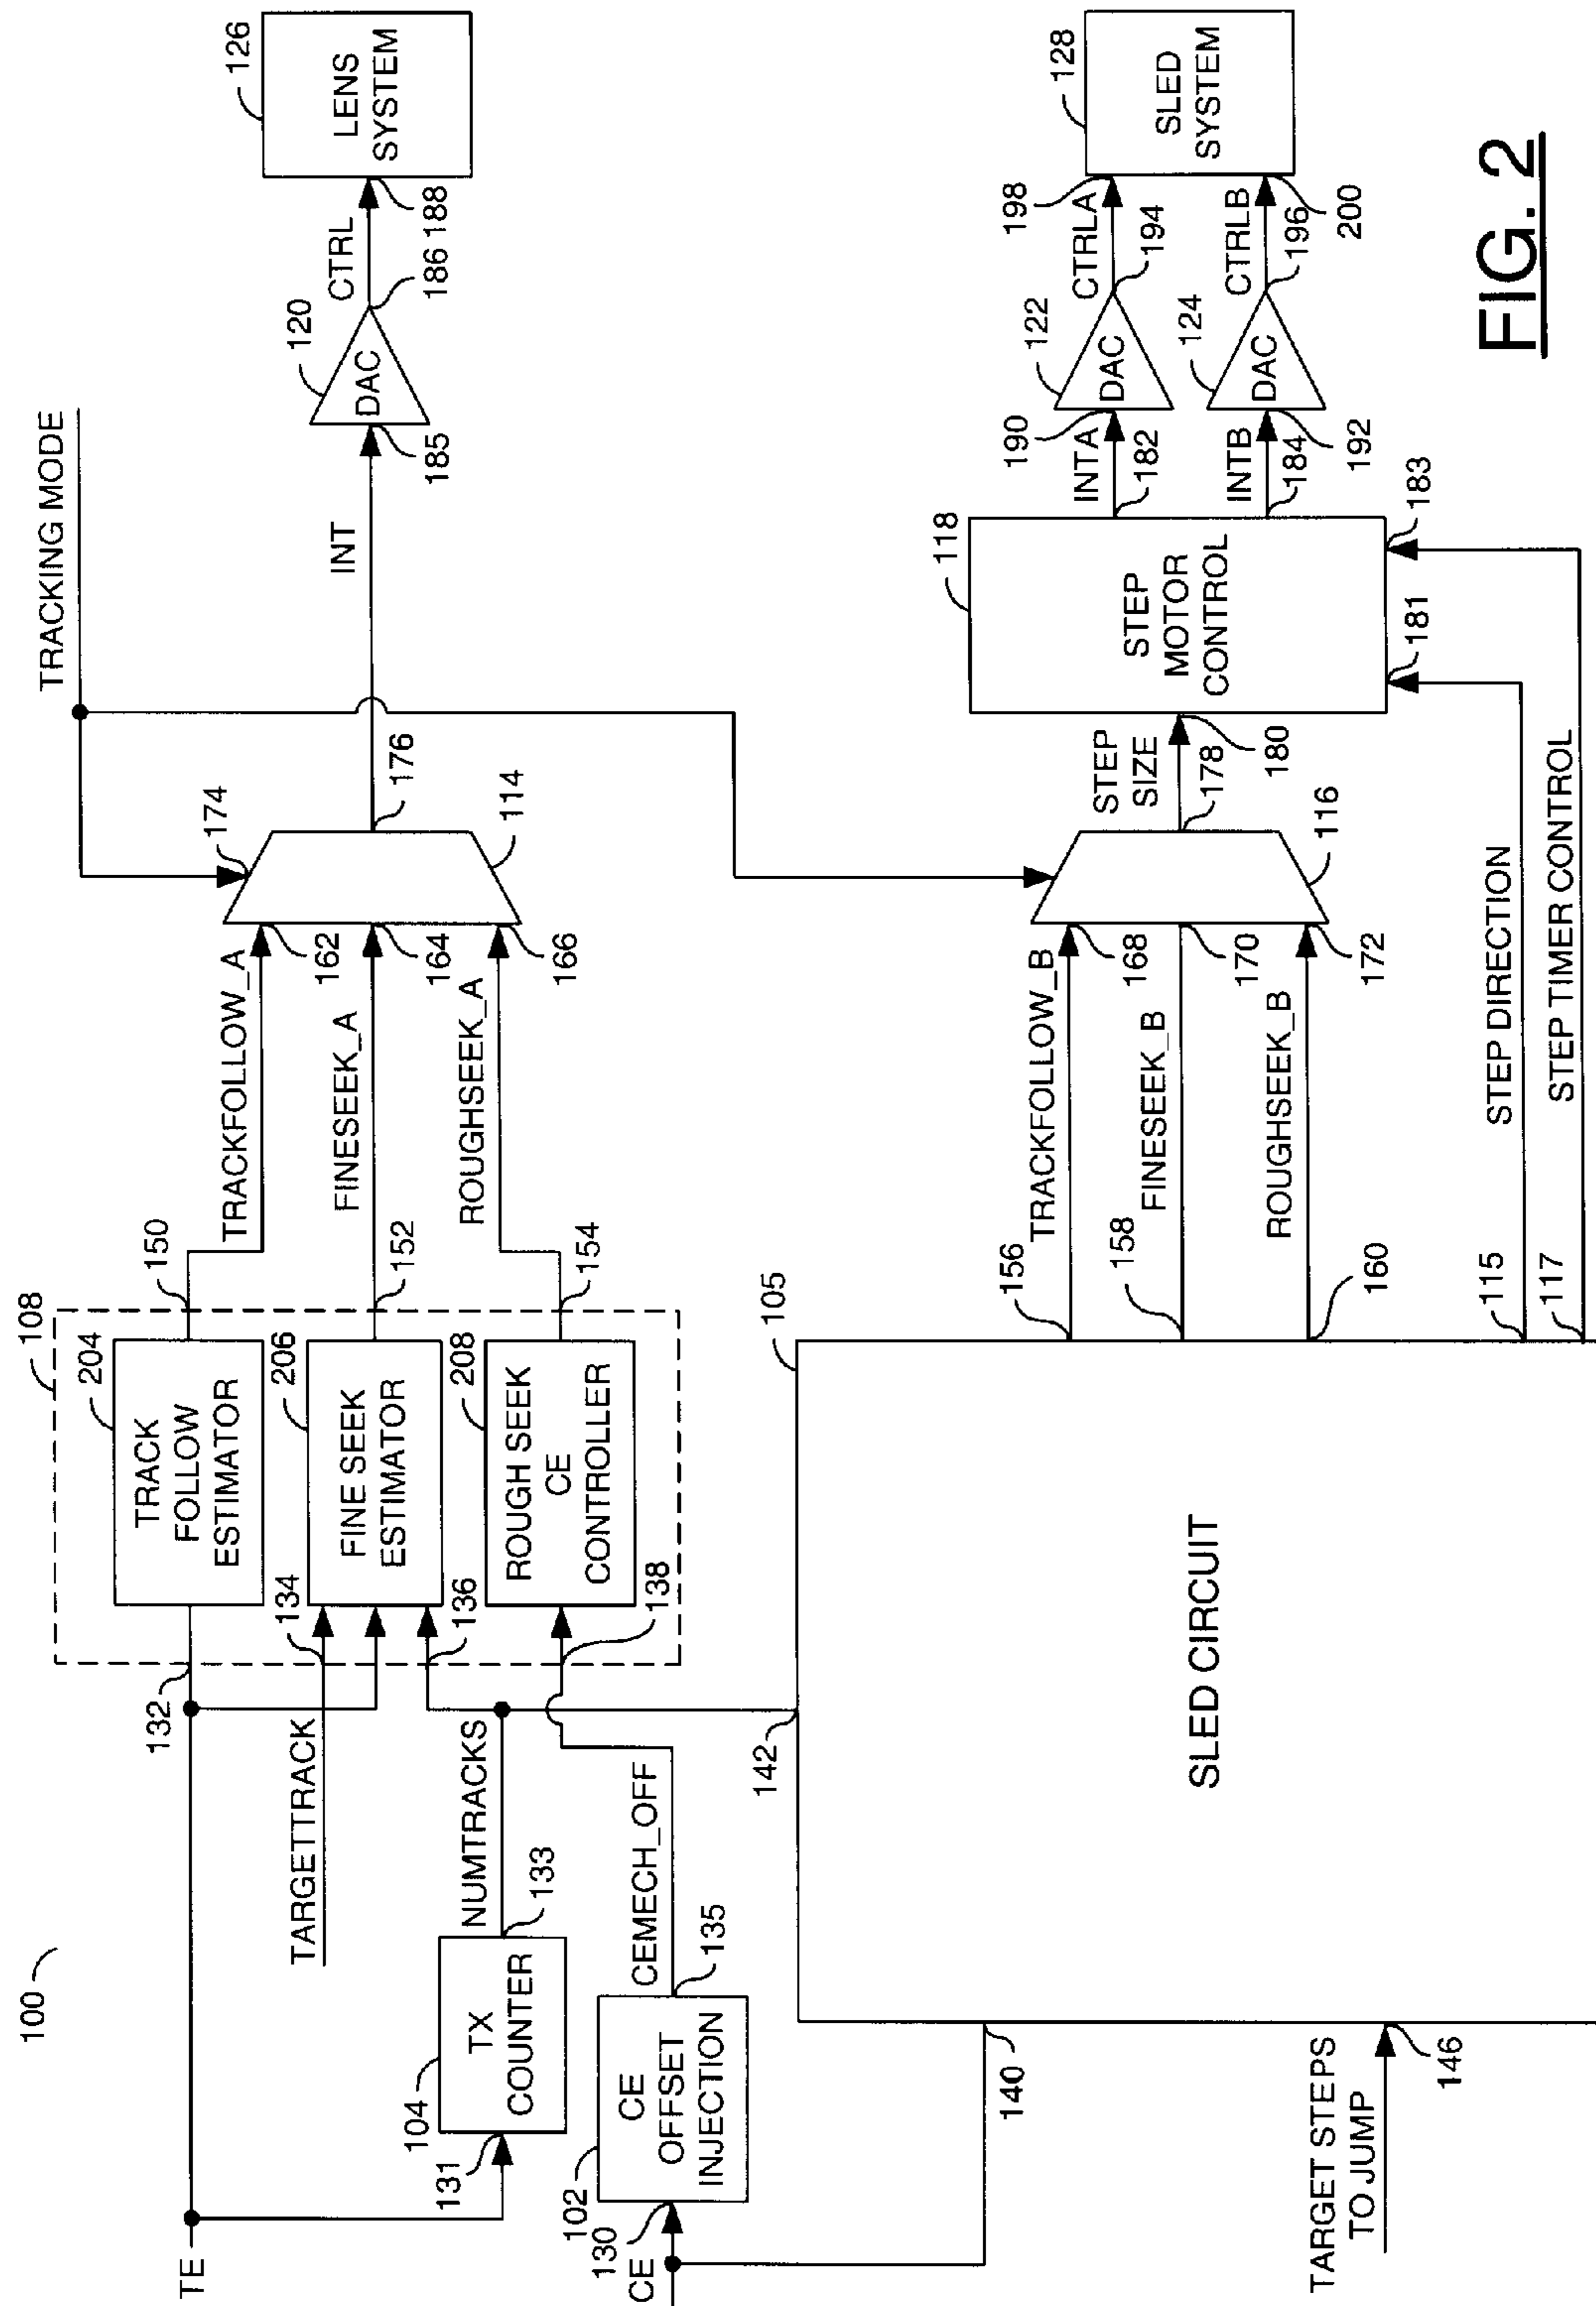 100
TE
TARGETTRACK
132
134
136
138
108
204
TRACK
FOLLOW
ESTIMATOR
206
FINE SEEK
ESTIMATOR
208
ROUGH SEEK
CE
CONTROLLER
150
152
154
TRACKFOLLOW_A
FINESEEK_A
ROUGHSEEK_A
162
164
166
174
176
114
TRACKING MODE
INT
185
120
DAC
186
CTRL
188
126
LENS
SYSTEM
104
131
TX
COUNTER
133
NUMTRACKS
102
130
CE
CE
OFFSET
INJECTION
135
CEMECH_OFF
142
140
TARGET STEPS
TO JUMP
146
105
SLED CIRCUIT
156
158
160
115
117
TRACKFOLLOW_B
FINESEEK_B
ROUGHSEEK_B
168
170
172
116
STEP
SIZE
178
180
STEP DIRECTION
STEP TIMER CONTROL
118
STEP
MOTOR
CONTROL
181
183
INTA
182
INTB
184
190
192
122
DAC
124
DAC
CTRLA
194
CTRLB
196
198
200
128
SLED
SYSTEM
FIG. 2